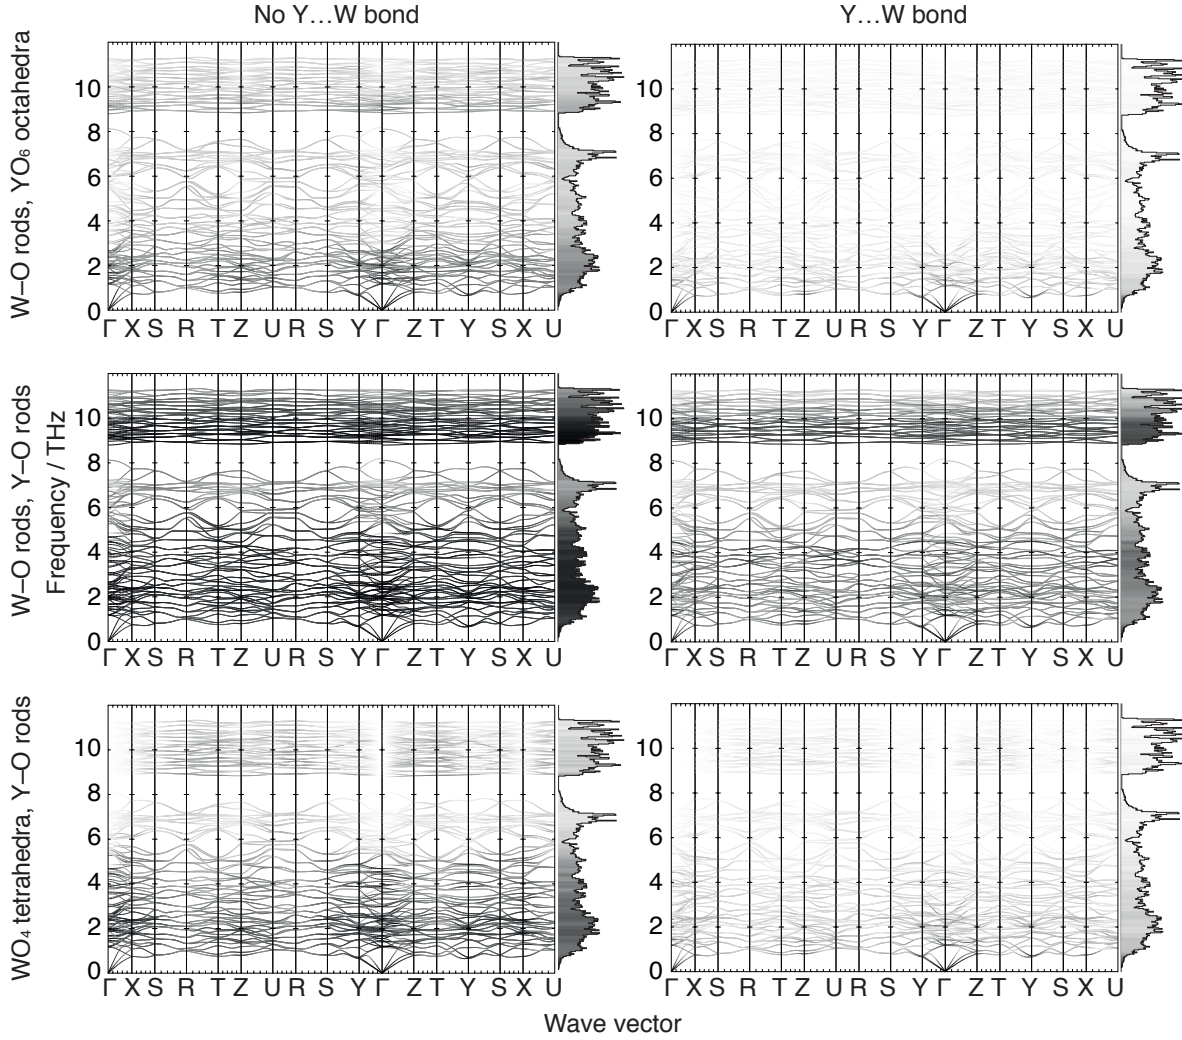 No Y…W bond
Y…W bond
W–O rods, YO₆ octahedra
10
8
6
4
2
0
Γ X S R T Z U R S Y Γ Z T Y S X U
10
8
6
4
2
0
Γ X S R T Z U R S Y Γ Z T Y S X U
W–O rods, Y–O rods
Frequency / THz
10
8
6
4
2
0
Γ X S R T Z U R S Y Γ Z T Y S X U
10
8
6
4
2
0
Γ X S R T Z U R S Y Γ Z T Y S X U
WO₄ tetrahedra, Y–O rods
10
8
6
4
2
0
Γ X S R T Z U R S Y Γ Z T Y S X U
10
8
6
4
2
0
Γ X S R T Z U R S Y Γ Z T Y S X U
Wave vector